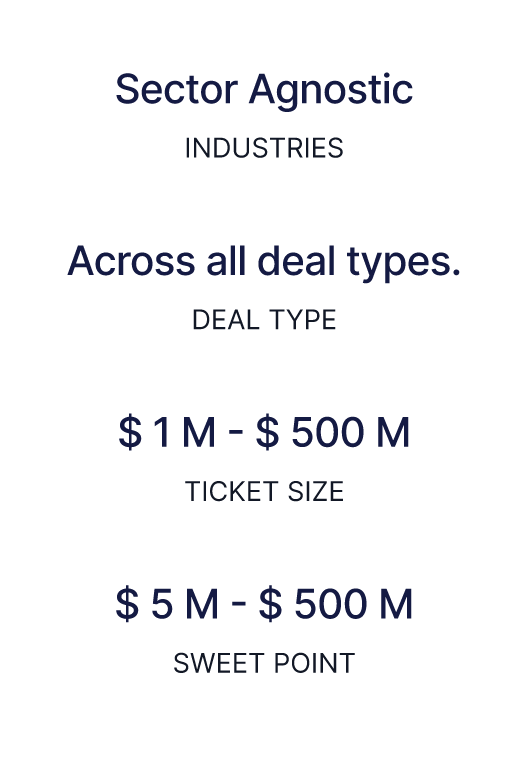 Sector Agnostic
INDUSTRIES
Across all deal types.
DEAL TYPE
$ 1 M - $ 500 M
TICKET SIZE
$ 5 M - $ 500 M
SWEET POINT